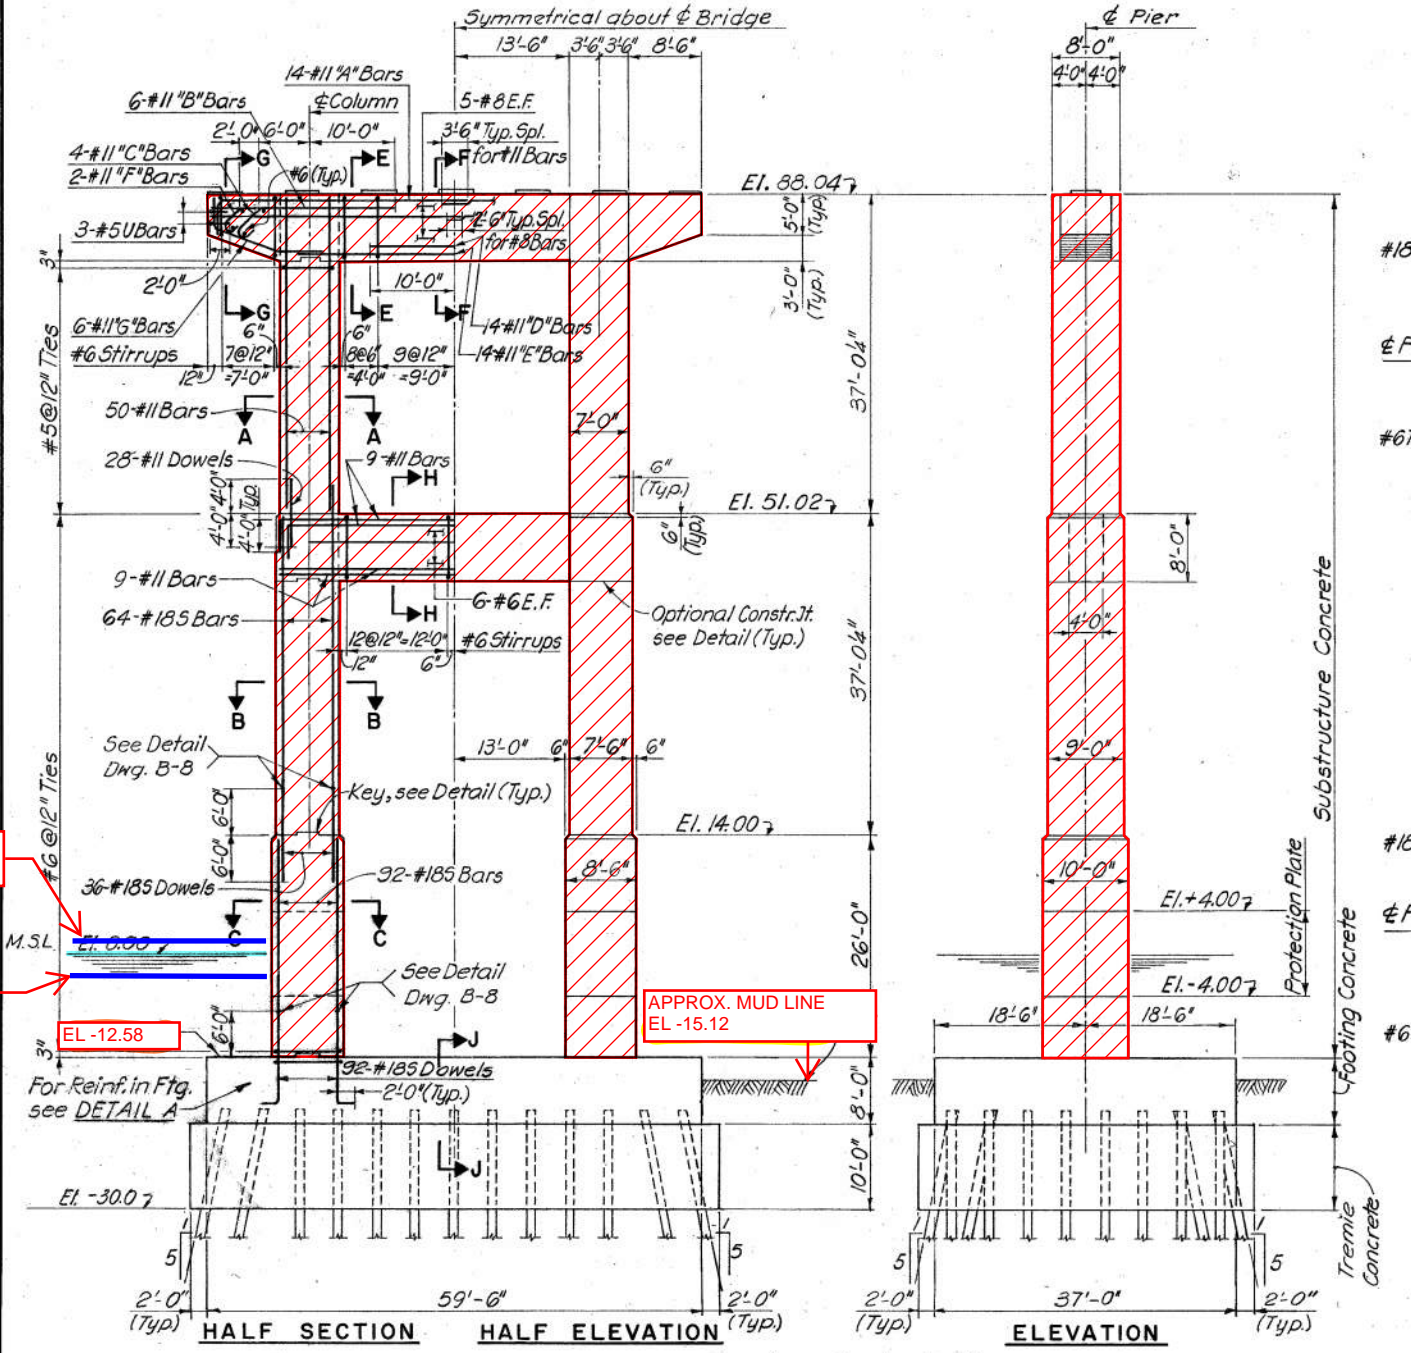 Symmetrical about ₵ Bridge
13'-6" 3'-6" 3'-6" 8'-6"
14-#11 "A" Bars
6-#11 "B" Bars
₵ Column
5-#8 E.F.
2'-0" 6'-0" 10'-0"
3'-6" Typ. Spl.
for #11 Bars
4-#11 "C" Bars
2-#11 "F" Bars
G E F
#6 (Typ.)
El. 88.04
3-#5 U Bars
2'-6" Typ. Spl.
for #8 Bars
5'-0"
(Typ.)
3"
2'-0"
10'-0"
3'-0"
(Typ.)
G E F
6-#11 "G" Bars
#6 Stirrups
6" 6"
14-#11 "D" Bars
14-#11 "E" Bars
7@12" 8@6" 9@12"
12" =7'-0" =4'-0" =9'-0"
#5@12" Ties
50-#11 Bars
A A
7'-0"
37'-0¼"
28-#11 Dowels
9-#11 Bars
H
6"
(Typ.)
4'-0" 4'-0"
4'-0" Typ.
El. 51.02
6"
(Typ.)
9-#11 Bars
H
6-#6 E.F.
64-#18S Bars
Optional Constr. Jt.
see Detail (Typ.)
12@12"=12'-0"
#6 Stirrups
12" 6"
B B
37'-0¼"
See Detail
Dwg. B-8
13'-0" 6" 7'-6" 6"
Key, see Detail (Typ.)
6'-0"
#6@12" Ties
El. 14.00
6'-0"
36-#18S Dowels
92-#18S Bars
8'-6"
C C
M.S.L. El. 0.00
26'-0"
See Detail
Dwg. B-8
6'-0"
EL -12.58
APPROX. MUD LINE
EL -15.12
3"
J
92-#18S Dowels
2'-0" (Typ.)
For Reinf. in Ftg.
see DETAIL A
8'-0"
J
10'-0"
El. -30.0
5 5
2'-0"
(Typ.)
59'-6"
2'-0"
(Typ.)
HALF SECTION HALF ELEVATION
₵ Pier
8'-0"
4'-0" 4'-0"
#18
₵ F
#6T
8'-0"
4'-0"
Substructure Concrete
9'-0"
#18
10'-0"
El. +4.00
Protection Plate
₵ F
El. -4.00
18'-6" 18'-6"
Footing Concrete
#6
Tremie
Concrete
5 5
2'-0"
(Typ.)
37'-0"
2'-0"
(Typ.)
ELEVATION